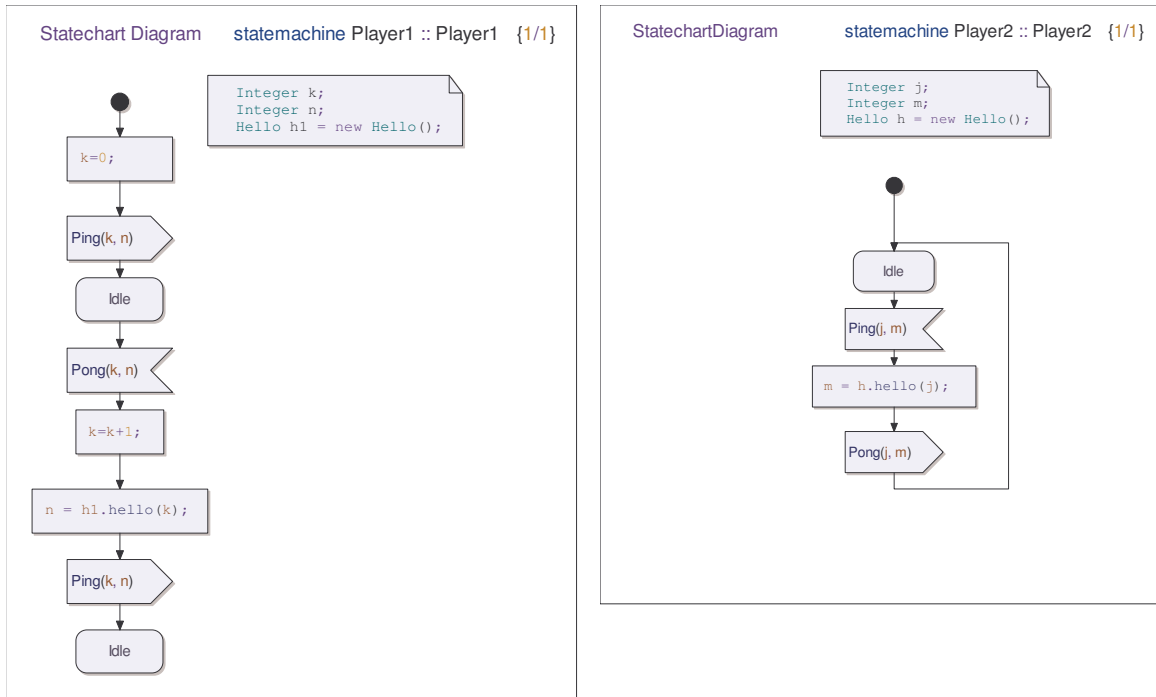 Statechart Diagram statemachine Player1 :: Player1 {1/1}
Integer k;
Integer n;
Hello h1 = new Hello();
k=0;
Ping(k, n)
Idle
Pong(k, n)
k=k+1;
n = h1.hello(k);
Ping(k, n)
Idle
StatechartDiagram statemachine Player2 :: Player2 {1/1}
Integer j;
Integer m;
Hello h = new Hello();
Idle
Ping(j, m)
m = h.hello(j);
Pong(j, m)